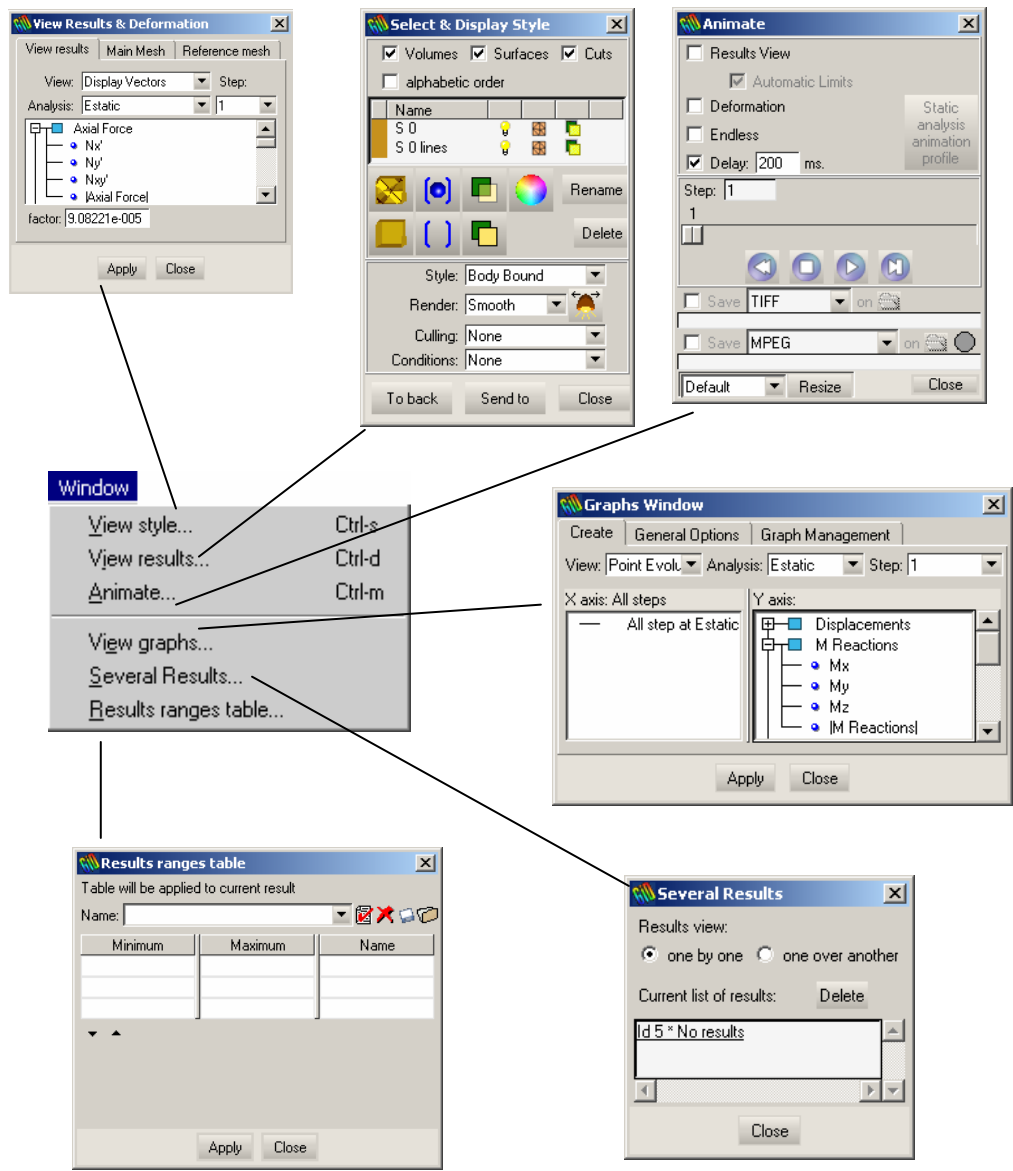 View Results & Deformation
View results Main Mesh Reference mesh
View: Display Vectors Step:
Analysis: Estatic 1
Axial Force
Nx'
Ny'
Nxy'
|Axial Force|
factor: 9.08221e-005
Apply Close
Select & Display Style
Volumes Surfaces Cuts
alphabetic order
Name
S 0
S 0 lines
Rename
Delete
Style: Body Bound
Render: Smooth
Culling: None
Conditions: None
To back Send to Close
Animate
Results View
Automatic Limits
Deformation
Endless
Delay: 200 ms.
Static
analysis
animation
profile
Step: 1
1
Save TIFF on
Save MPEG on
Default Resize Close
Window
View style... Ctrl-s
View results... Ctrl-d
Animate... Ctrl-m
View graphs...
Several Results...
Results ranges table...
Graphs Window
Create General Options Graph Management
View: Point Evolu Analysis: Estatic Step: 1
X axis: All steps
All step at Estatic
Y axis:
Displacements
M Reactions
Mx
My
Mz
|M Reactions|
Apply Close
Results ranges table
Table will be applied to current result
Name:
Minimum Maximum Name
Apply Close
Several Results
Results view:
one by one one over another
Current list of results: Delete
Id 5 * No results
Close